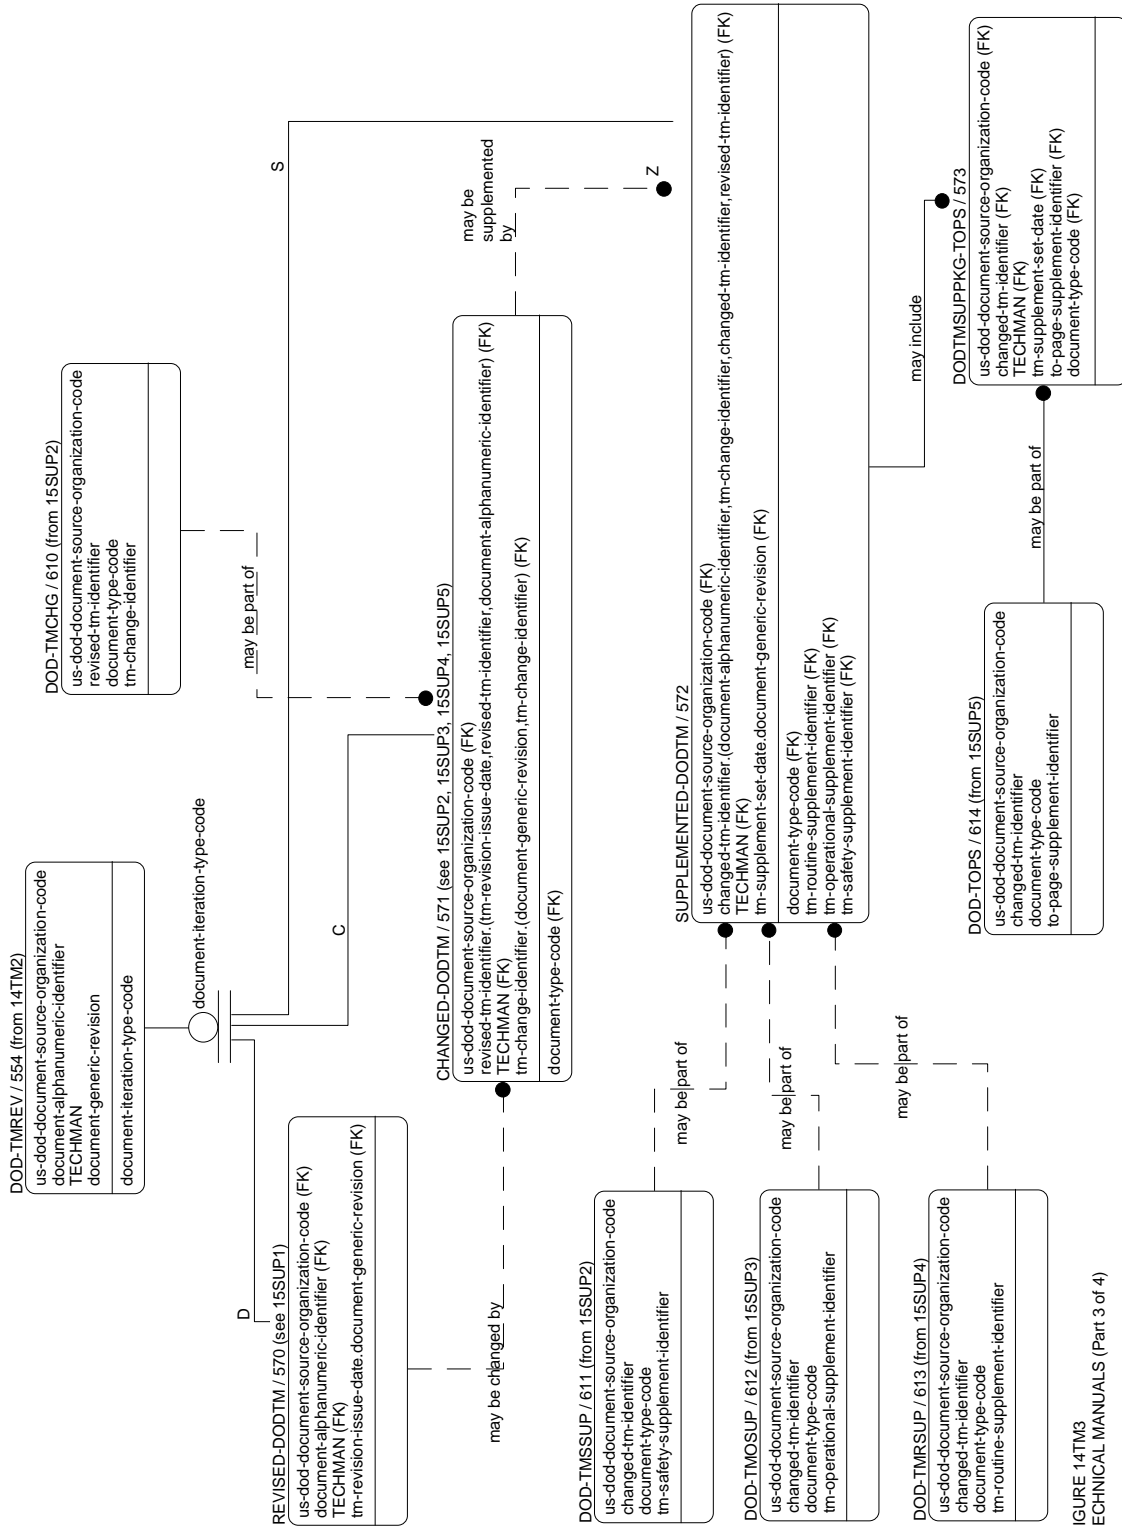 DOD-TMREV / 554 (from 14TM2)
us-dod-document-source-organization-code
document-alphanumeric-identifier
TECHMAN
document-generic-revision
document-iteration-type-code
document-iteration-type-code
D
C
S
DOD-TMCHG / 610 (from 15SUP2)
us-dod-document-source-organization-code
revised-tm-identifier
document-type-code
tm-change-identifier
may be part of
REVISED-DODTM / 570 (see 15SUP1)
us-dod-document-source-organization-code (FK)
document-alphanumeric-identifier (FK)
TECHMAN (FK)
tm-revision-issue-date.document-generic-revision (FK)
may be changed by
CHANGED-DODTM / 571 (see 15SUP2, 15SUP3, 15SUP4, 15SUP5)
us-dod-document-source-organization-code (FK)
revised-tm-identifier.(tm-revision-issue-date,revised-tm-identifier,document-alphanumeric-identifier) (FK)
TECHMAN (FK)
tm-change-identifier.(document-generic-revision,tm-change-identifier) (FK)
document-type-code (FK)
may be
supplemented
by
Z
DOD-TMSSUP / 611 (from 15SUP2)
us-dod-document-source-organization-code
changed-tm-identifier
document-type-code
tm-safety-supplement-identifier
may be part of
DOD-TMOSUP / 612 (from 15SUP3)
us-dod-document-source-organization-code
changed-tm-identifier
document-type-code
tm-operational-supplement-identifier
may be part of
DOD-TMRSUP / 613 (from 15SUP4)
us-dod-document-source-organization-code
changed-tm-identifier
document-type-code
tm-routine-supplement-identifier
may be part of
SUPPLEMENTED-DODTM / 572
us-dod-document-source-organization-code (FK)
changed-tm-identifier.(document-alphanumeric-identifier,tm-change-identifier,changed-tm-identifier,revised-tm-identifier) (FK)
TECHMAN (FK)
tm-supplement-set-date.document-generic-revision (FK)
document-type-code (FK)
tm-routine-supplement-identifier (FK)
tm-operational-supplement-identifier (FK)
tm-safety-supplement-identifier (FK)
may include
DOD-TOPS / 614 (from 15SUP5)
us-dod-document-source-organization-code
changed-tm-identifier
document-type-code
to-page-supplement-identifier
may be part of
DODTMSUPPKG-TOPS / 573
us-dod-document-source-organization-code (FK)
changed-tm-identifier (FK)
TECHMAN (FK)
tm-supplement-set-date (FK)
to-page-supplement-identifier (FK)
document-type-code (FK)
IGURE 14TM3
ECHNICAL MANUALS (Part 3 of 4)